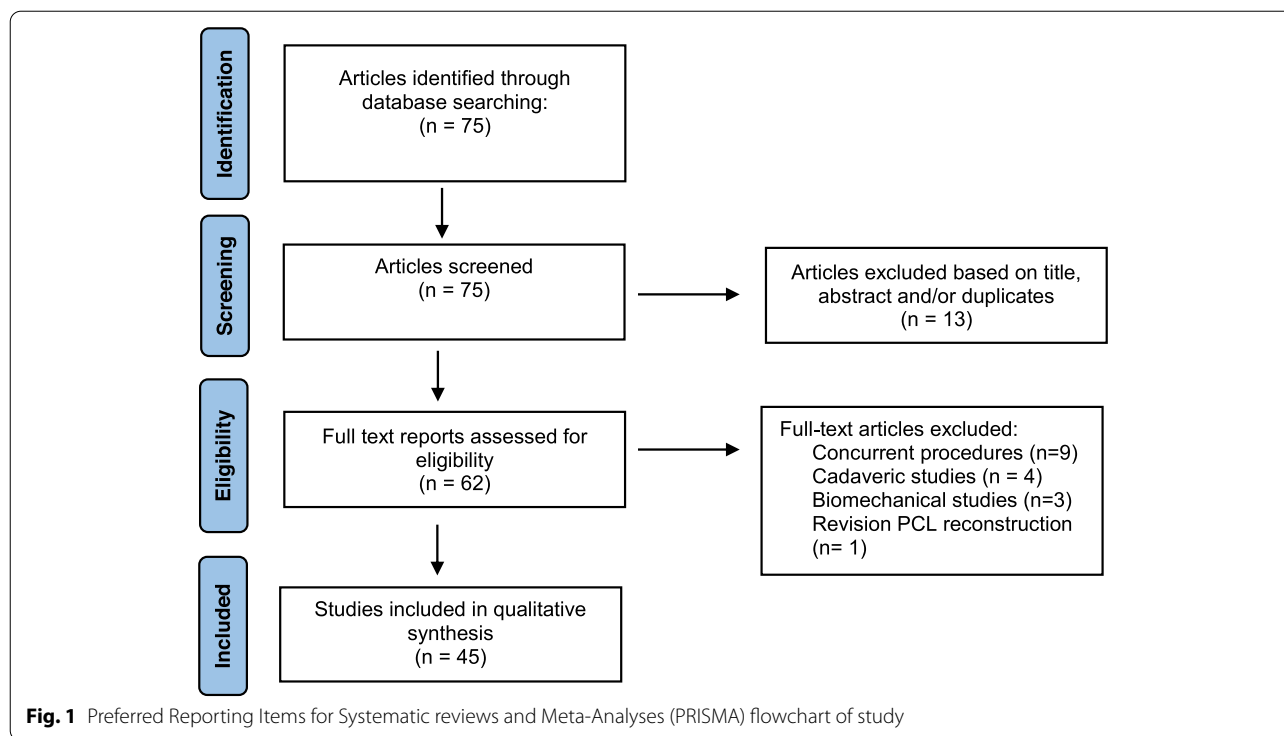 Identification
Articles identified through
database searching:
(n = 75)
Screening
Articles screened
(n = 75)
Articles excluded based on title,
abstract and/or duplicates
(n = 13)
Eligibility
Full text reports assessed for
eligibility
(n = 62)
Full-text articles excluded:
Concurrent procedures (n=9)
Cadaveric studies (n = 4)
Biomechanical studies (n=3)
Revision PCL reconstruction
(n= 1)
Included
Studies included in qualitative
synthesis
(n = 45)
Fig. 1 Preferred Reporting Items for Systematic reviews and Meta-Analyses (PRISMA) flowchart of study